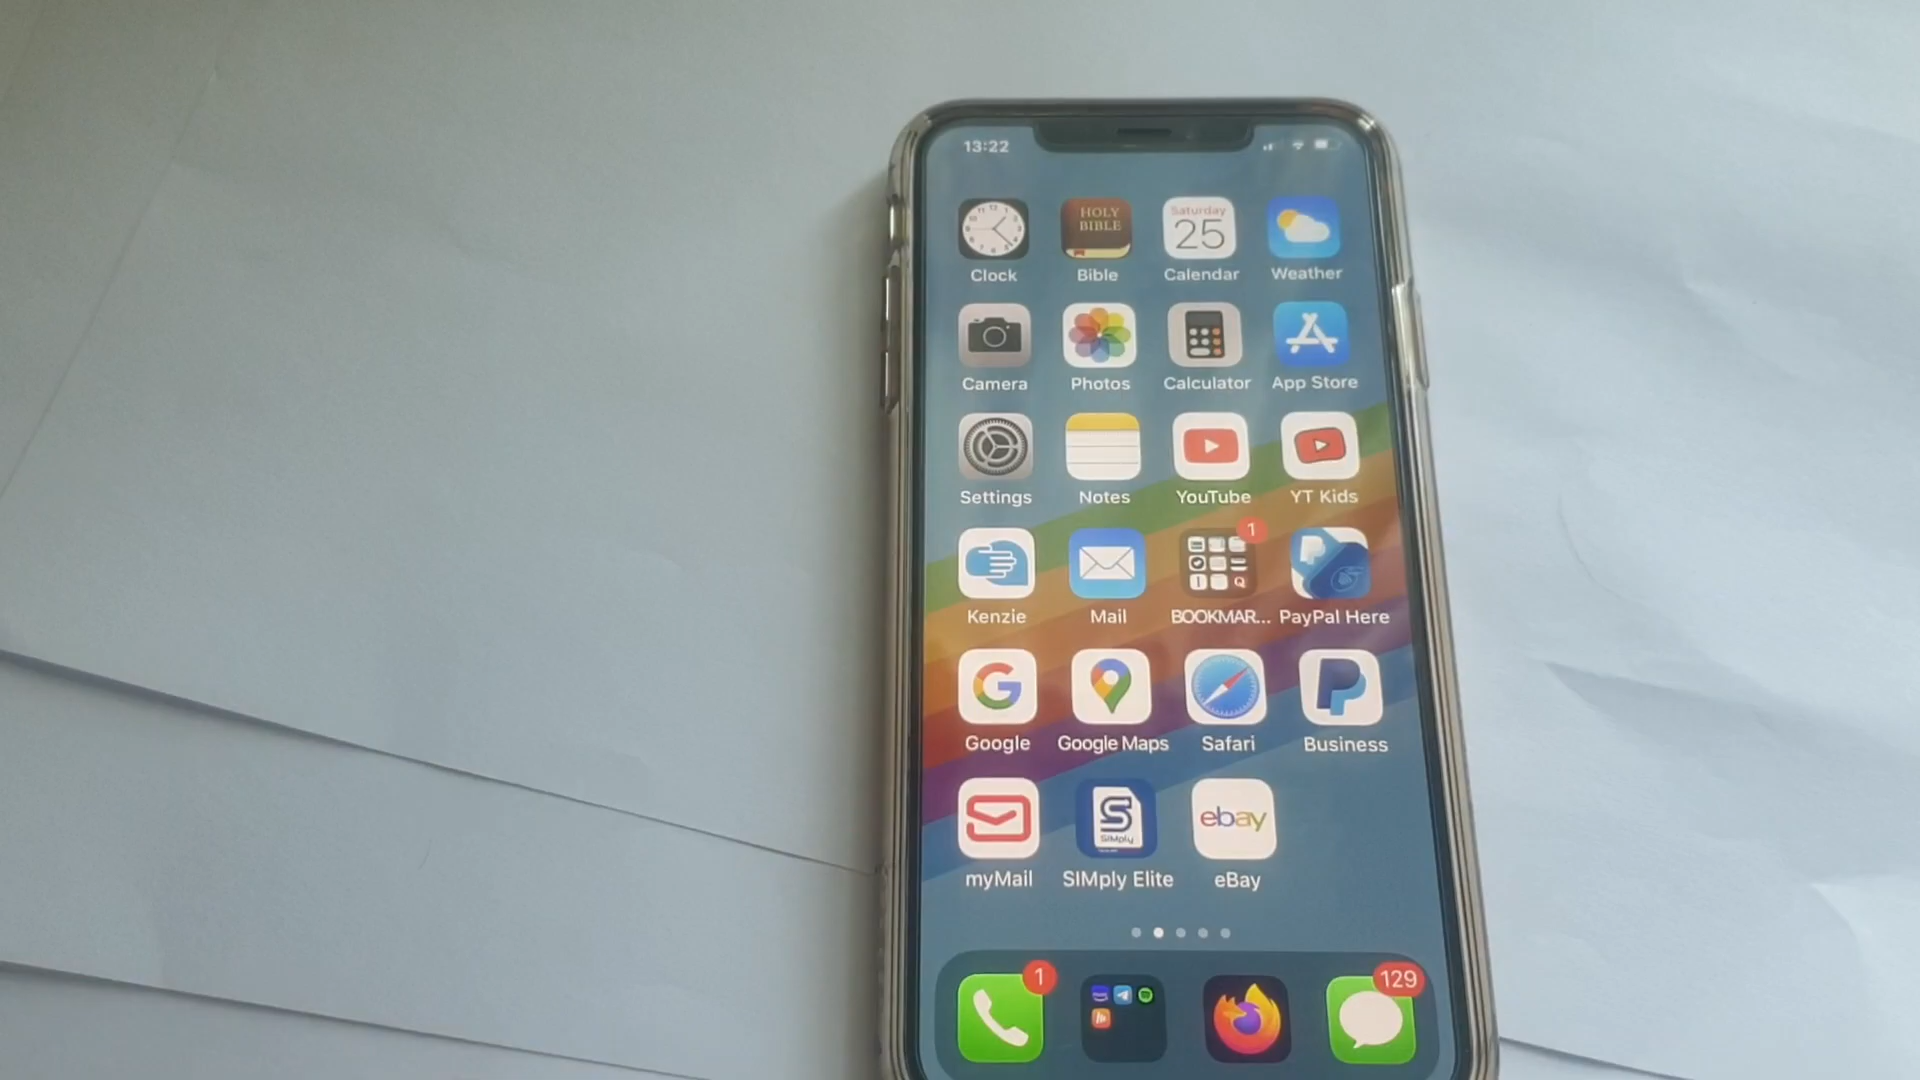 13:22
HOLY
BIBLE
Saturday
25
Clock Bible Calendar Weather
Camera Photos Calculator App Store
Settings Notes YouTube YT Kids
1
Kenzie Mail BOOKMAR... PayPal Here
Google Google Maps Safari Business
S
SIMply
ebay
myMail SIMply Elite eBay
1
129